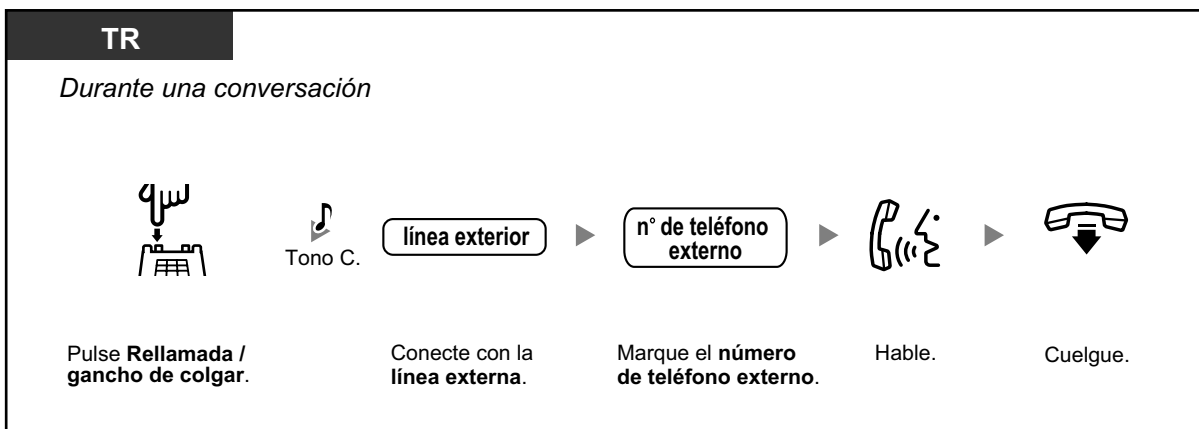 TR
Durante una conversación
Tono C.
línea exterior
n° de teléfono
externo
Pulse Rellamada /
gancho de colgar.
Conecte con la
línea externa.
Marque el número
de teléfono externo.
Hable.
Cuelgue.